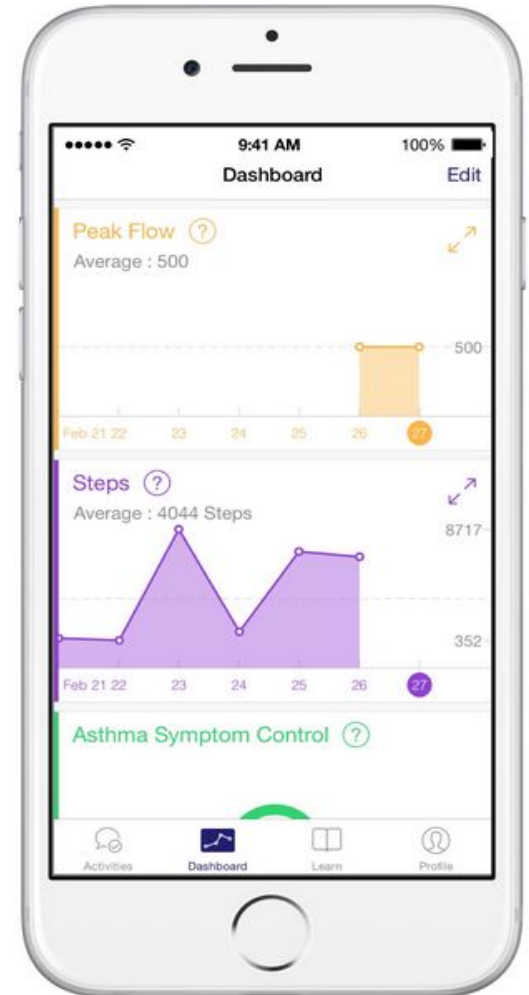 9:41 AM 100%
Dashboard Edit
Peak Flow ?
Average : 500
500
Feb 21 22 23 24 25 26 27
Steps ?
Average : 4044 Steps
8717
352
Feb 21 22 23 24 25 26 27
Asthma Symptom Control ?
Activities Dashboard Learn Profile